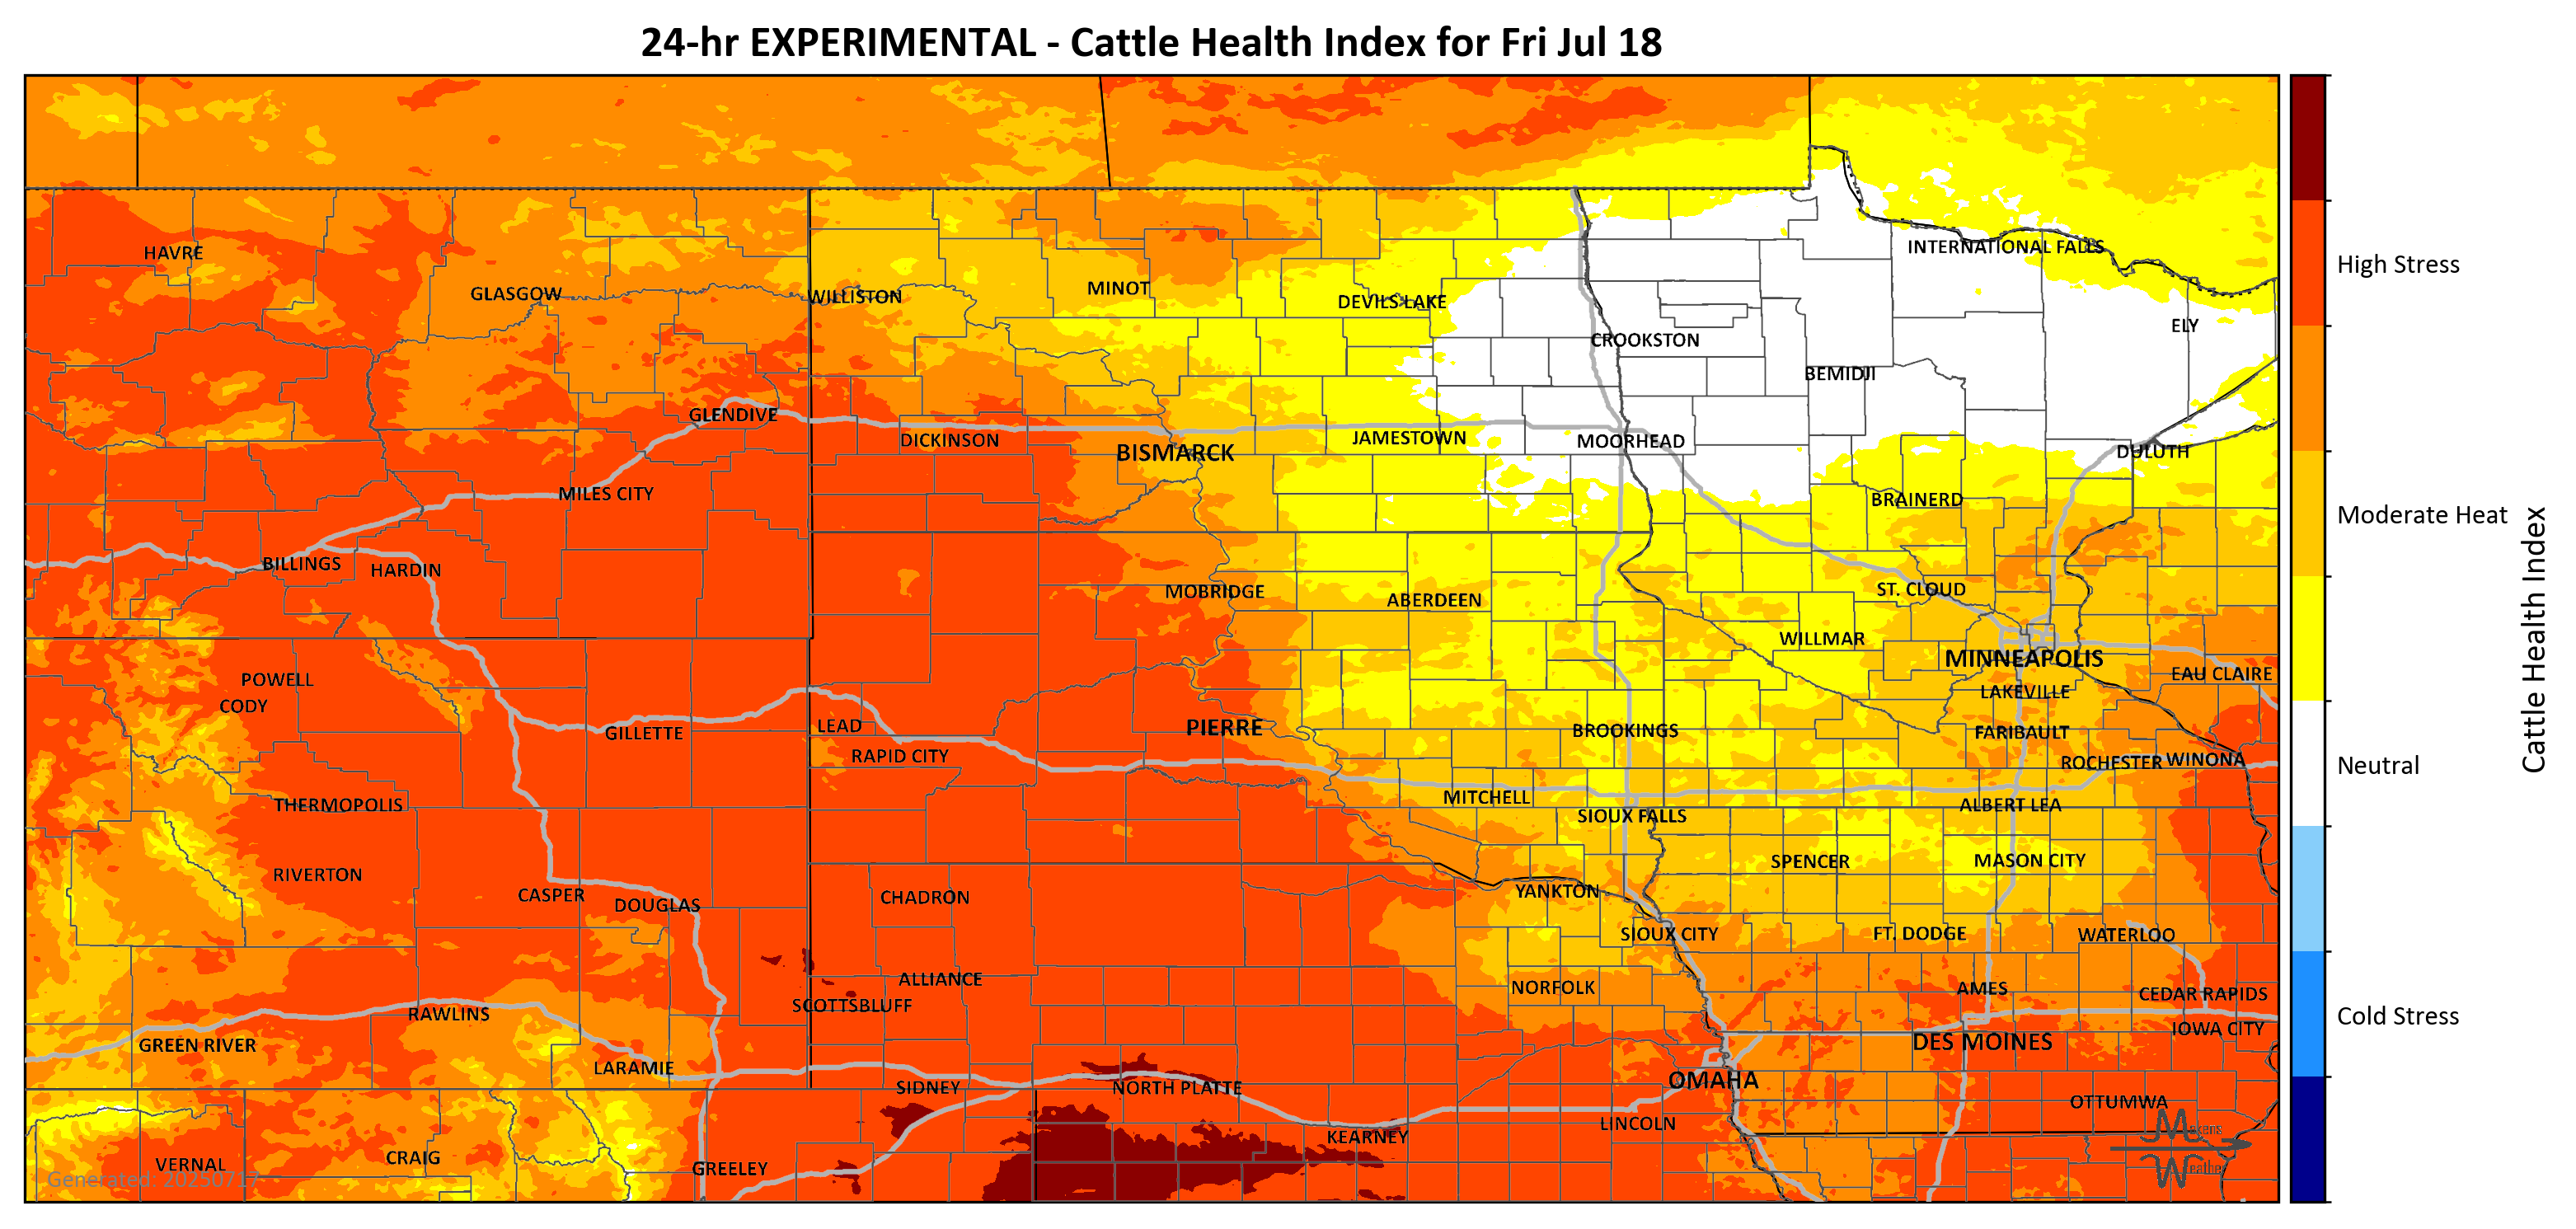 24-hr EXPERIMENTAL - Cattle Health Index for Fri Jul 18
HAVRE
INTERNATIONAL FALLS
High Stress
GLASGOW
WILLISTON
MINOT
DEVILS LAKE
ELY
CROOKSTON
BEMIDJI
GLENDIVE
DICKINSON
BISMARCK
JAMESTOWN
MOORHEAD
DULUTH
MILES CITY
BRAINERD
Moderate Heat
BILLINGS
HARDIN
MOBRIDGE
ABERDEEN
ST. CLOUD
WILLMAR
MINNEAPOLIS
Cattle Health Index
POWELL
EAU CLAIRE
CODY
LAKEVILLE
GILLETTE
LEAD
PIERRE
BROOKINGS
FARIBAULT
RAPID CITY
ROCHESTER
WINONA
Neutral
THERMOPOLIS
MITCHELL
SIOUX FALLS
ALBERT LEA
RIVERTON
SPENCER
MASON CITY
CASPER
DOUGLAS
CHADRON
YANKTON
SIOUX CITY
FT. DODGE
WATERLOO
ALLIANCE
NORFOLK
AMES
CEDAR RAPIDS
SCOTTSBLUFF
RAWLINS
Cold Stress
GREEN RIVER
DES MOINES
IOWA CITY
LARAMIE
SIDNEY
NORTH PLATTE
OMAHA
OTTUMWA
LINCOLN
KEARNEY
Makens
Weather
VERNAL
CRAIG
GREELEY
Generated: 20250717